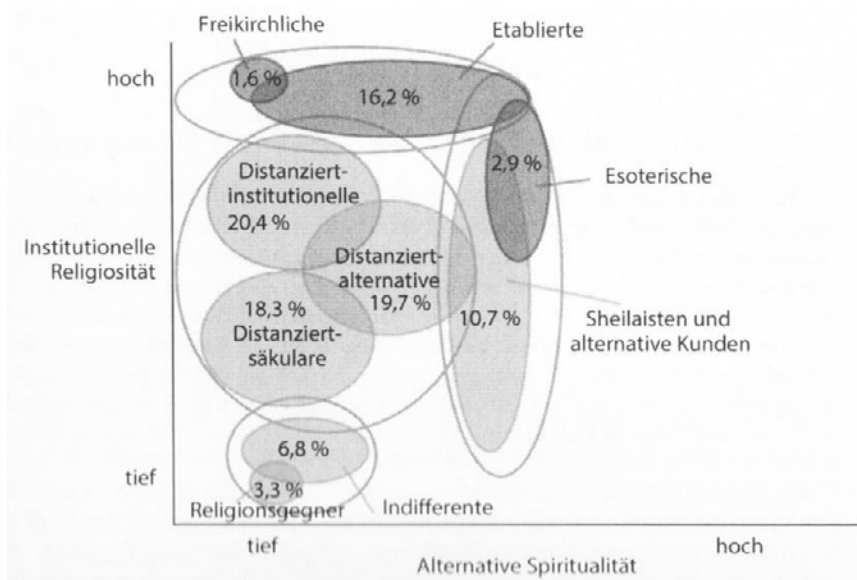 Freikirchliche
Etablierte
hoch
1,6 %
16,2 %
Distanziert-
institutionelle
20,4 %
2,9 %
Esoterische
Institutionelle
Religiosität
Distanziert-
alternative
19,7 %
18,3 %
Distanziert-
säkulare
10,7 %
Sheilaisten und
alternative Kunden
6,8 %
tief
3,3 %
Religionsgegner
Indifferente
tief
hoch
Alternative Spiritualität